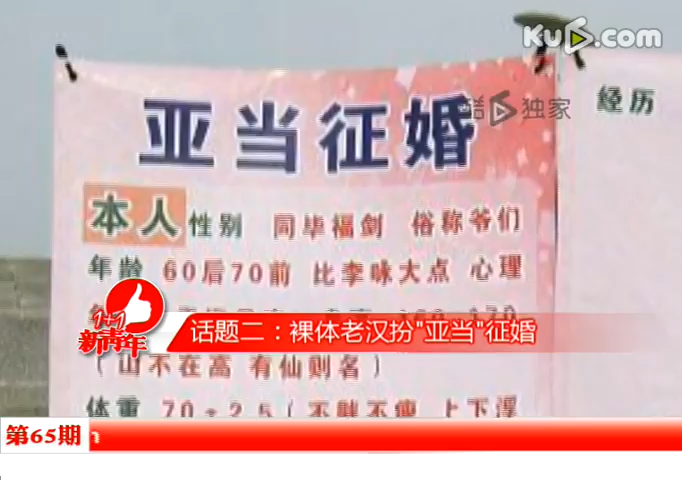 Ku6.com
酷6 独家
经历
亚当征婚
本人 性别 同毕福剑 俗称爷们
年龄 60后70前 比李咏大点 心理
1+1
新青年
话题二:裸体老汉扮"亚当"征婚
(山不在高 有仙则名)
体重 70÷2.5(不胖不瘦 上下浮
第65期